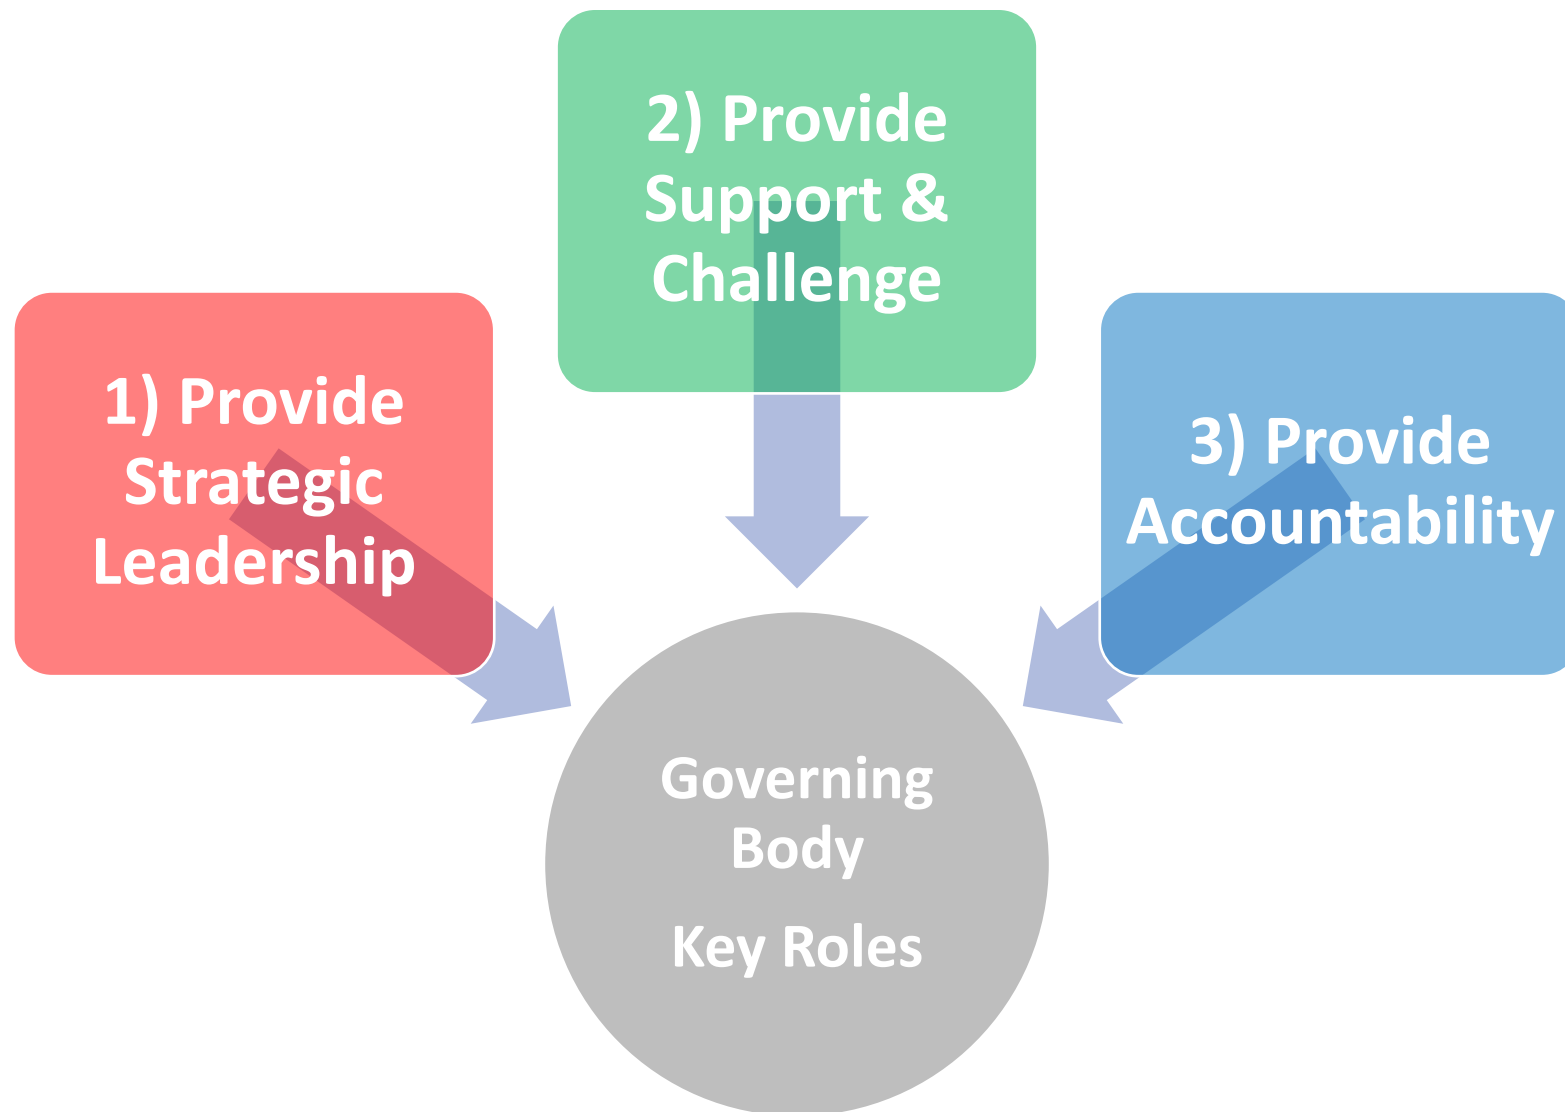 1) Provide
Strategic
Leadership
2) Provide
Support &
Challenge
3) Provide
Accountability
Governing
Body
Key Roles